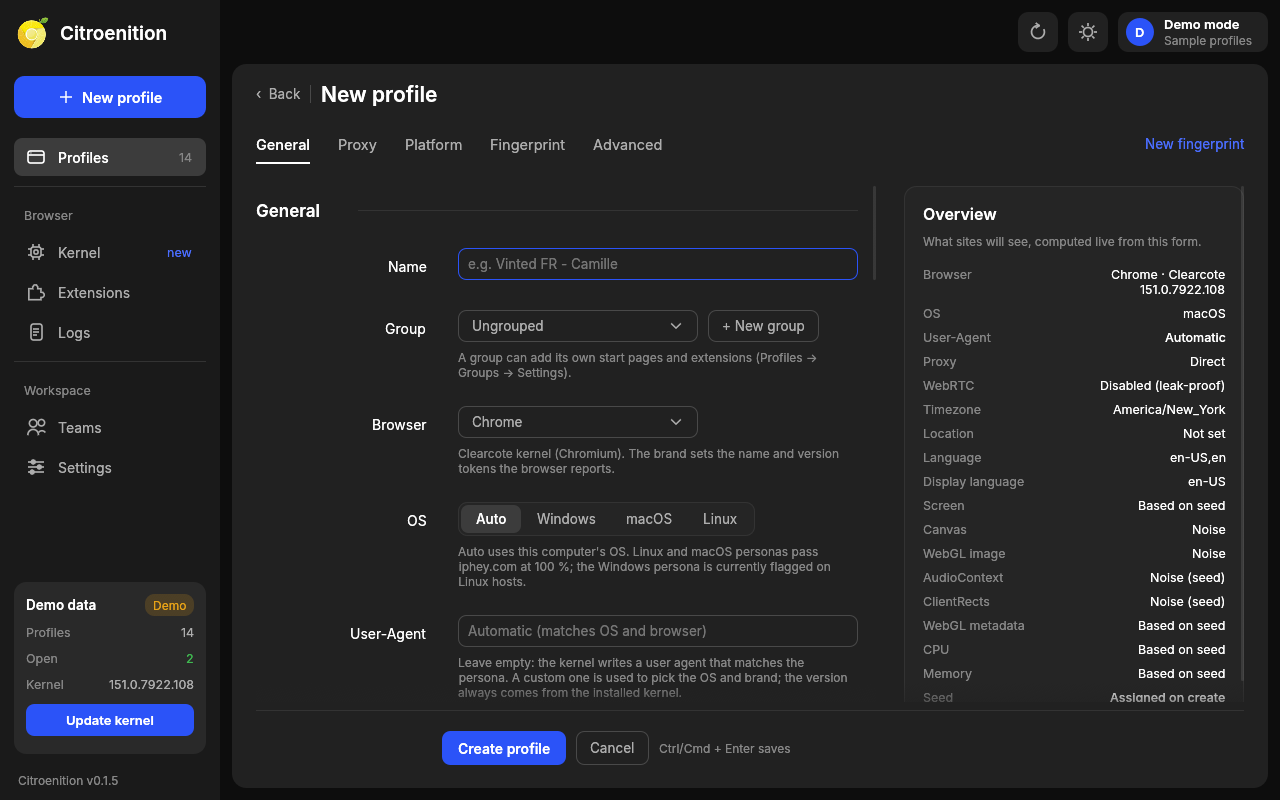 Citroenition
New profile
Profiles 14
Browser
Kernel new
Extensions
Logs
Workspace
Teams
Settings
Demo data Demo
Profiles 14
Open 2
Kernel 151.0.7922.108
Update kernel
Citroenition v0.1.5
D
Demo mode
Sample profiles
‹ Back
New profile
General Proxy Platform Fingerprint Advanced
New fingerprint
General
Name
e.g. Vinted FR - Camille
Group
Ungrouped
+ New group
A group can add its own start pages and extensions (Profiles →
Groups → Settings).
Browser
Chrome
Clearcote kernel (Chromium). The brand sets the name and version
tokens the browser reports.
OS
Auto Windows macOS Linux
Auto uses this computer's OS. Linux and macOS personas pass
iphey.com at 100 %; the Windows persona is currently flagged on
Linux hosts.
User-Agent
Automatic (matches OS and browser)
Leave empty: the kernel writes a user agent that matches the
persona. A custom one is used to pick the OS and brand; the version
always comes from the installed kernel.
Overview
What sites will see, computed live from this form.
Browser Chrome · Clearcote
151.0.7922.108
OS macOS
User-Agent Automatic
Proxy Direct
WebRTC Disabled (leak-proof)
Timezone America/New_York
Location Not set
Language en-US,en
Display language en-US
Screen Based on seed
Canvas Noise
WebGL image Noise
AudioContext Noise (seed)
ClientRects Noise (seed)
WebGL metadata Based on seed
CPU Based on seed
Memory Based on seed
Seed Assigned on create
Create profile
Cancel
Ctrl/Cmd + Enter saves